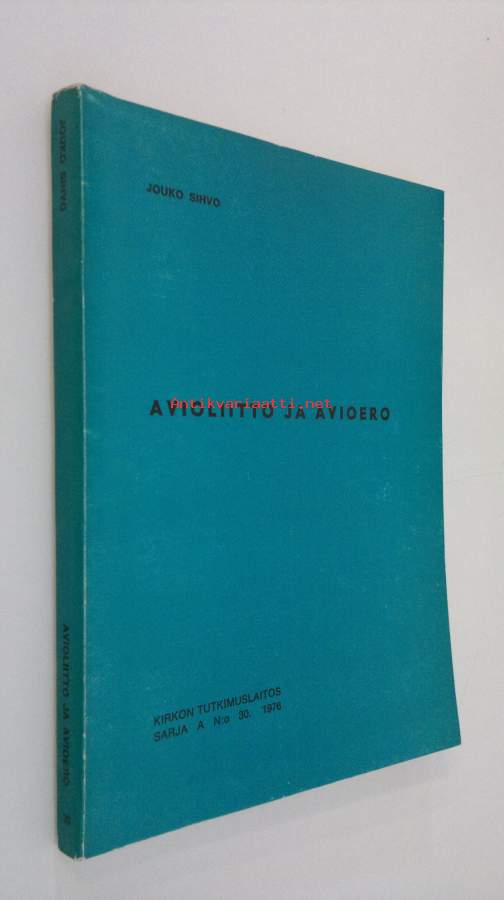 JOUKO SIHVO
JOUKO SIHVO
AVIOLIITTO JA AVIOERO
Antikvariaatti.net
KIRKON TUTKIMUSLAITOS
SARJA A N:o 30. 1976
AVIOLIITTO JA AVIOERO